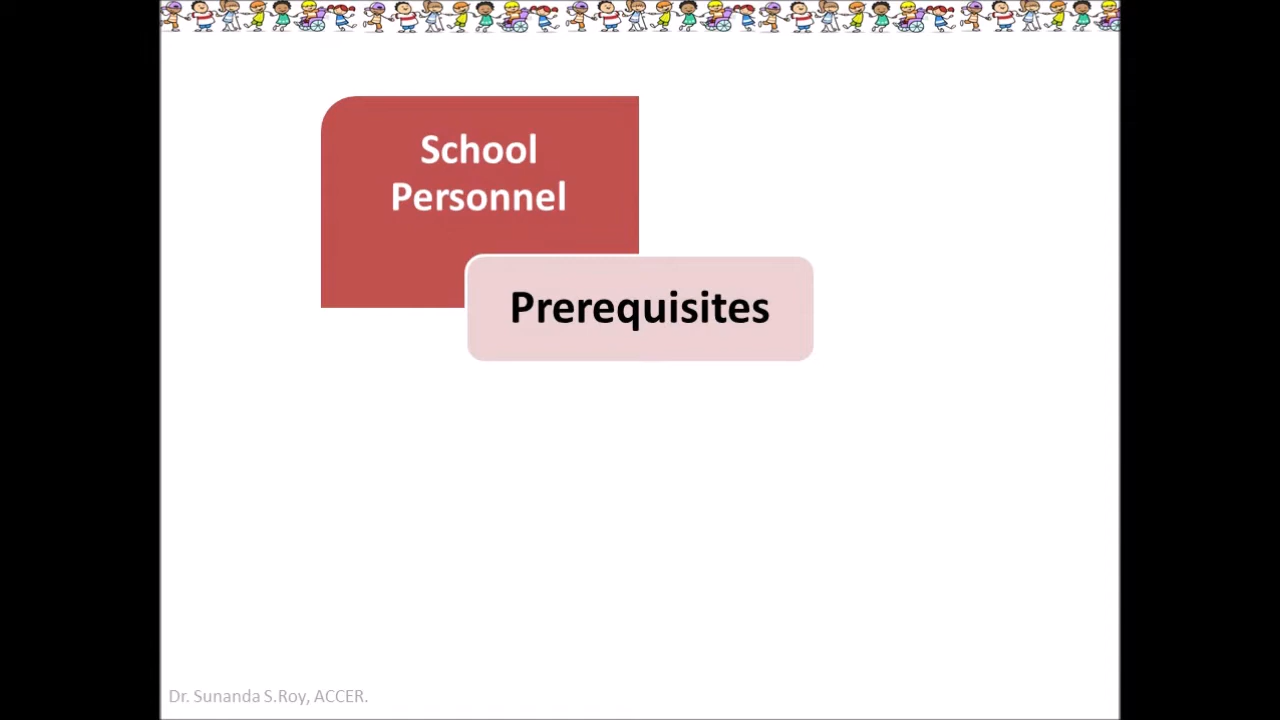 School
Personnel
Prerequisites
Dr. Sunanda S.Roy, ACCER.